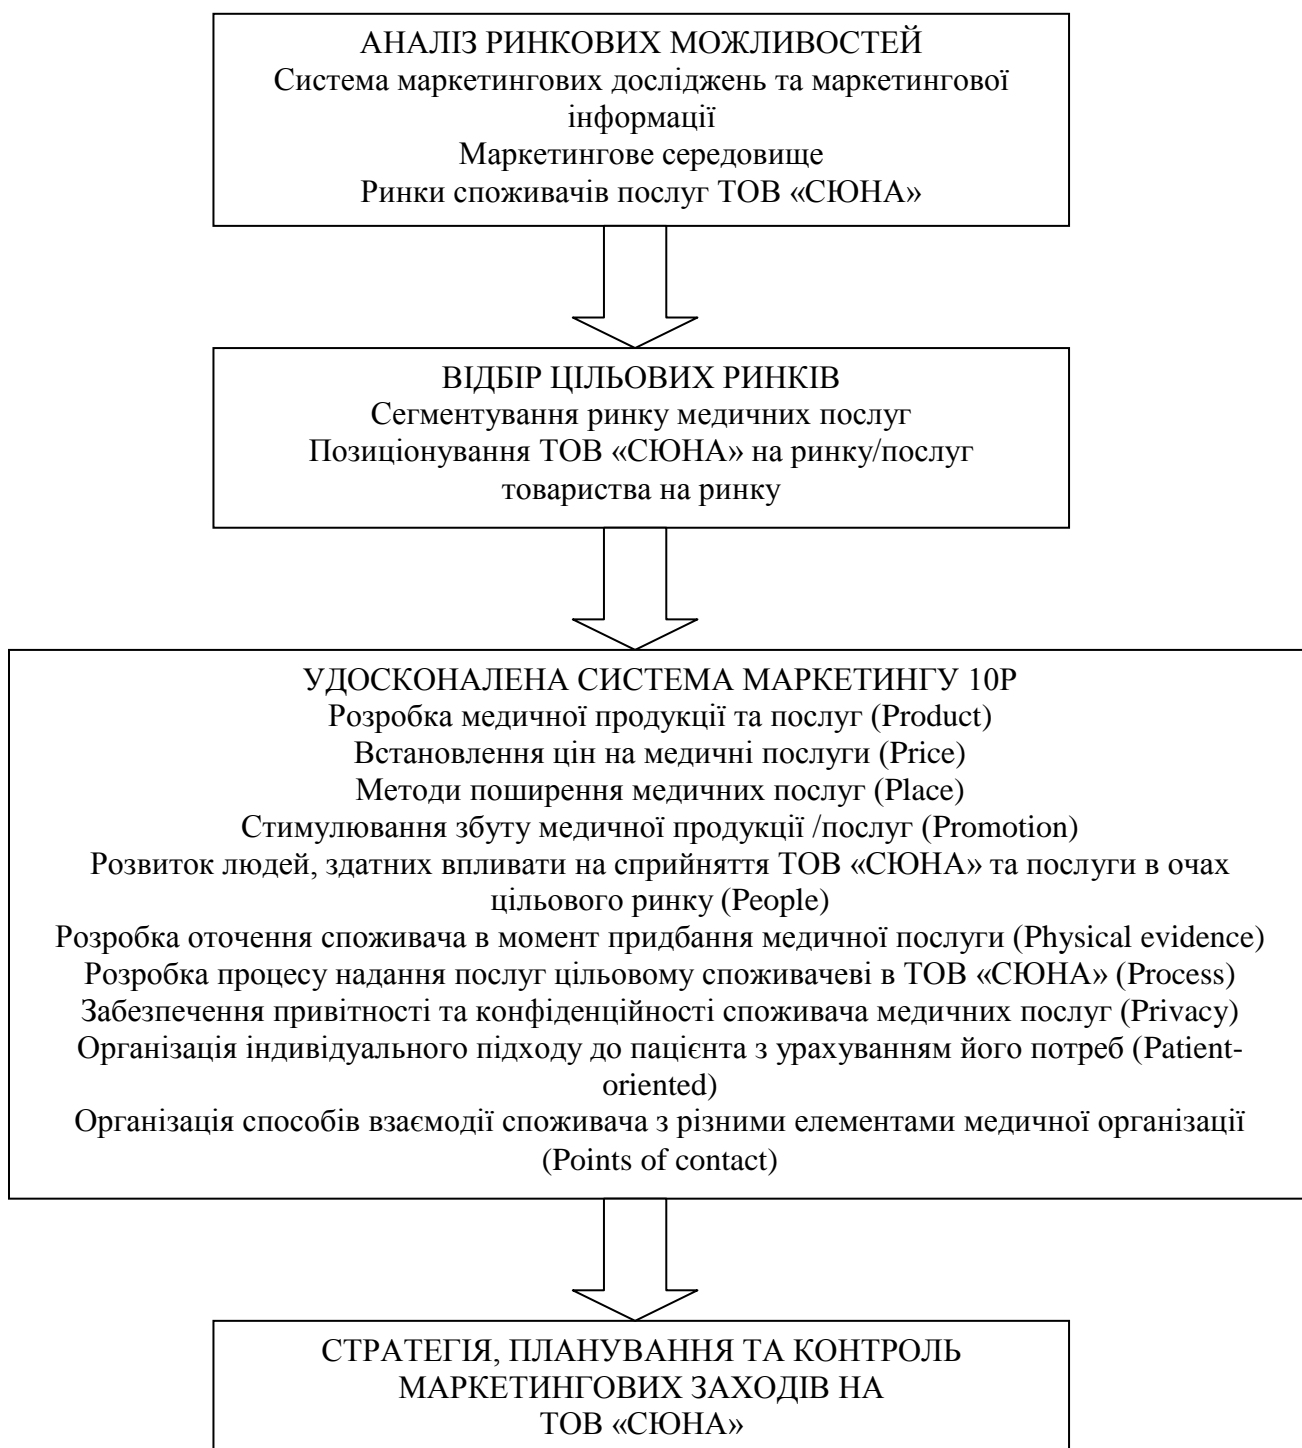 АНАЛІЗ РИНКОВИХ МОЖЛИВОСТЕЙ
Система маркетингових досліджень та маркетингової
інформації
Маркетингове середовище
Ринки споживачів послуг ТОВ «СЮНА»
ВІДБІР ЦІЛЬОВИХ РИНКІВ
Сегментування ринку медичних послуг
Позиціонування ТОВ «СЮНА» на ринку/послуг
товариства на ринку
УДОСКОНАЛЕНА СИСТЕМА МАРКЕТИНГУ 10Р
Розробка медичної продукції та послуг (Product)
Встановлення цін на медичні послуги (Price)
Методи поширення медичних послуг (Place)
Стимулювання збуту медичної продукції /послуг (Promotion)
Розвиток людей, здатних впливати на сприйняття ТОВ «СЮНА» та послуги в очах
цільового ринку (People)
Розробка оточення споживача в момент придбання медичної послуги (Physical evidence)
Розробка процесу надання послуг цільовому споживачеві в ТОВ «СЮНА» (Process)
Забезпечення привітності та конфіденційності споживача медичних послуг (Privacy)
Організація індивідуального підходу до пацієнта з урахуванням його потреб (Patient-
oriented)
Організація способів взаємодії споживача з різними елементами медичної організації
(Points of contact)
СТРАТЕГІЯ, ПЛАНУВАННЯ ТА КОНТРОЛЬ
МАРКЕТИНГОВИХ ЗАХОДІВ НА
ТОВ «СЮНА»